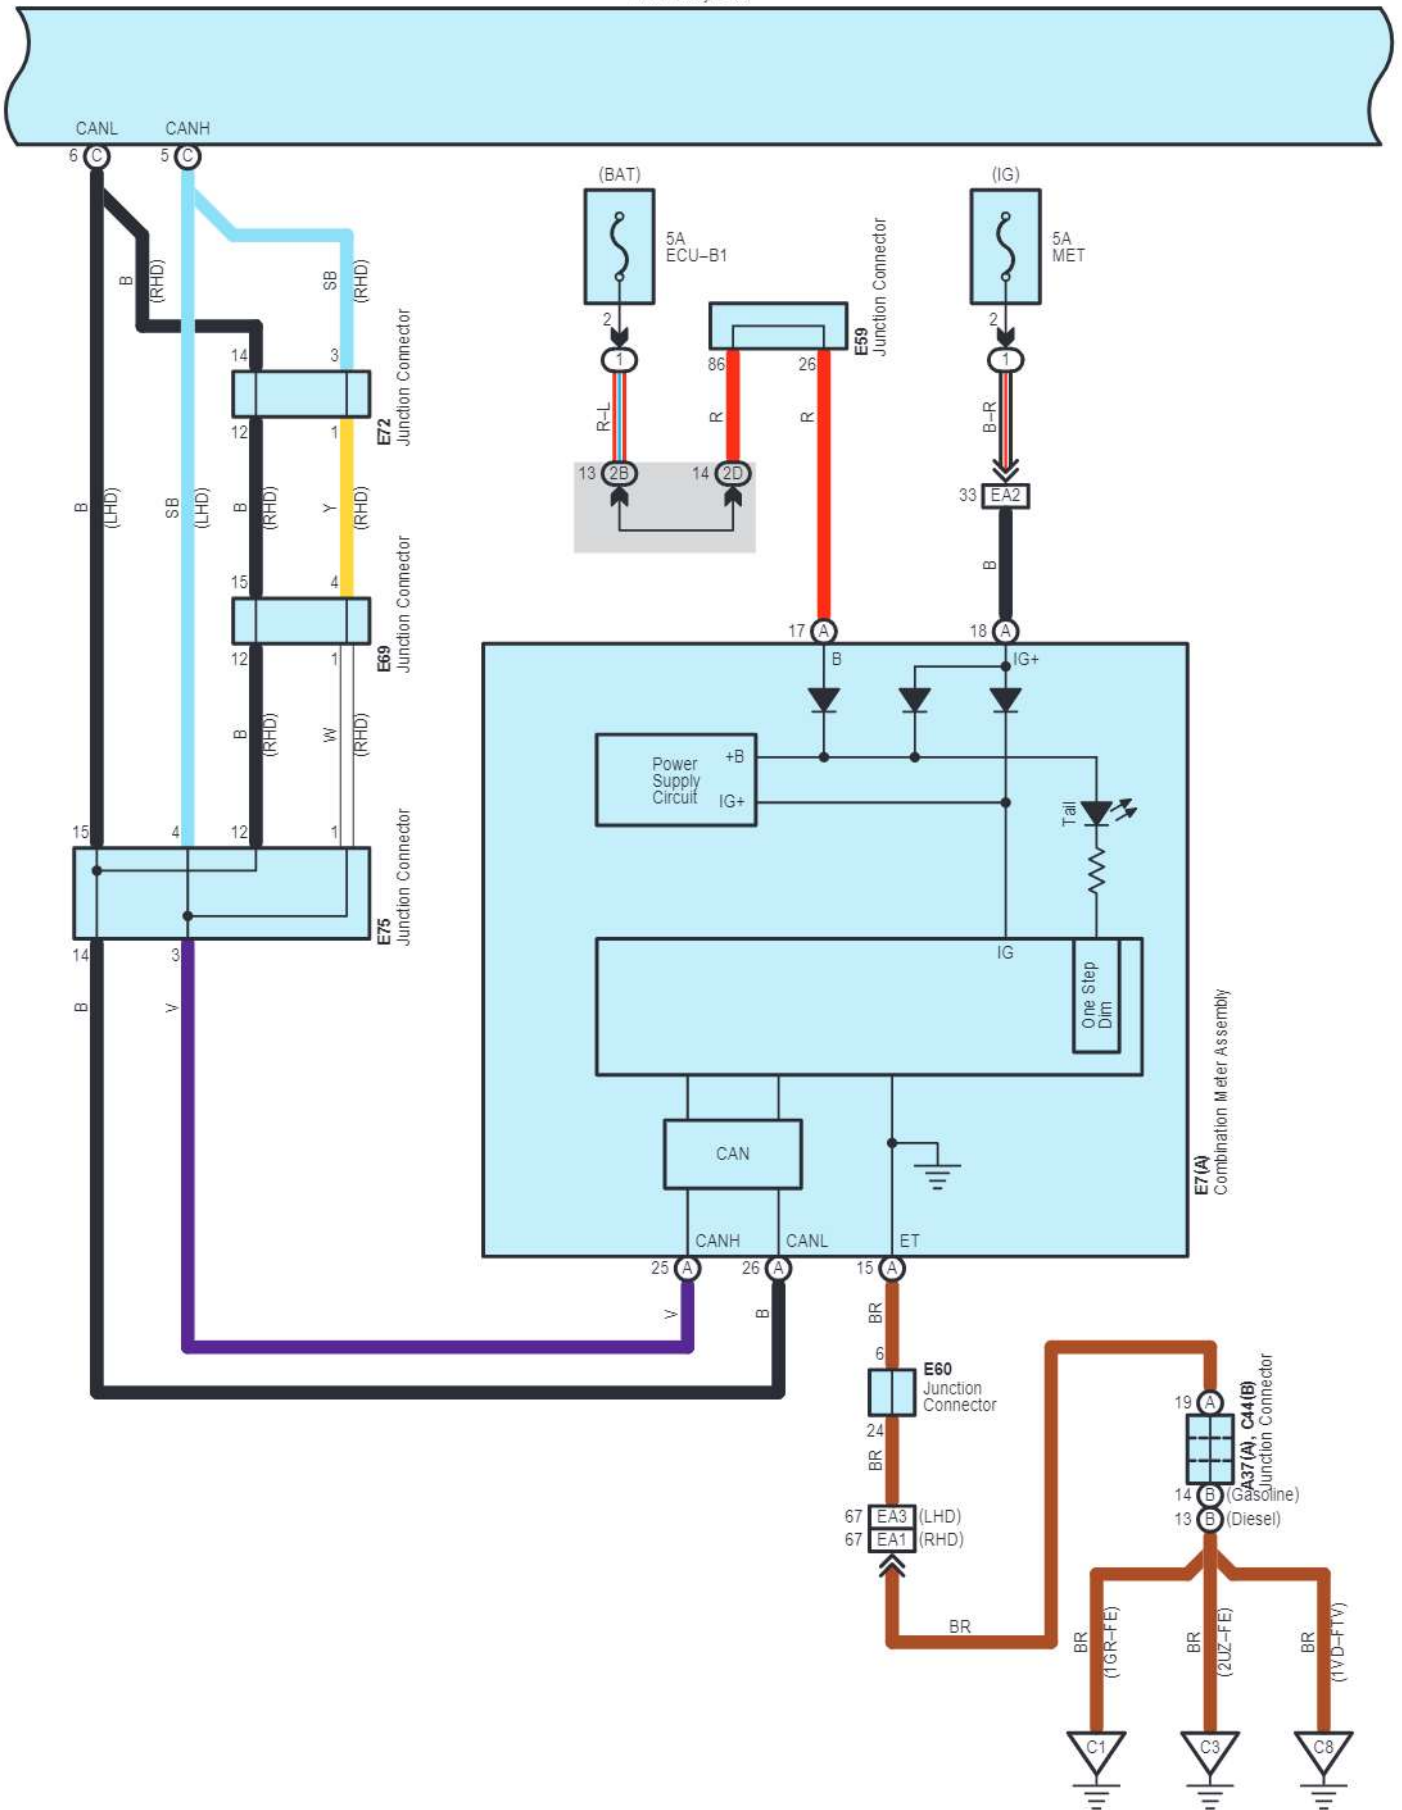 CANL
CANH
6 C
5 C
(BAT)
(IG)
5A
ECU–B1
5A
MET
2
2
1
1
E59
Junction Connector
86
26
B
(RHD)
SB
(RHD)
14
3
E72
Junction Connector
12
1
R–L
R
R
B–R
13 2B
14 2D
33 EA2
B
(LHD)
SB
(LHD)
B
(RHD)
Y
(RHD)
B
15
4
E69
Junction Connector
12
1
17 A
18 A
B
IG+
B
(RHD)
W
(RHD)
Power
Supply
Circuit
+B
IG+
Tail
15
4
12
1
E75
Junction Connector
14
3
B
V
IG
One Step
Dim
E7(A)
Combination Meter Assembly
CAN
CANH
CANL
ET
25 A
26 A
15 A
V
B
BR
6
E60
Junction
Connector
24
BR
67 EA3 (LHD)
67 EA1 (RHD)
BR
19 A
A37(A), C44(B)
Junction Connector
14 B (Gasoline)
13 B (Diesel)
BR
(1GR–FE)
BR
(2UZ–FE)
BR
(1VD–FTV)
C1
C3
C8